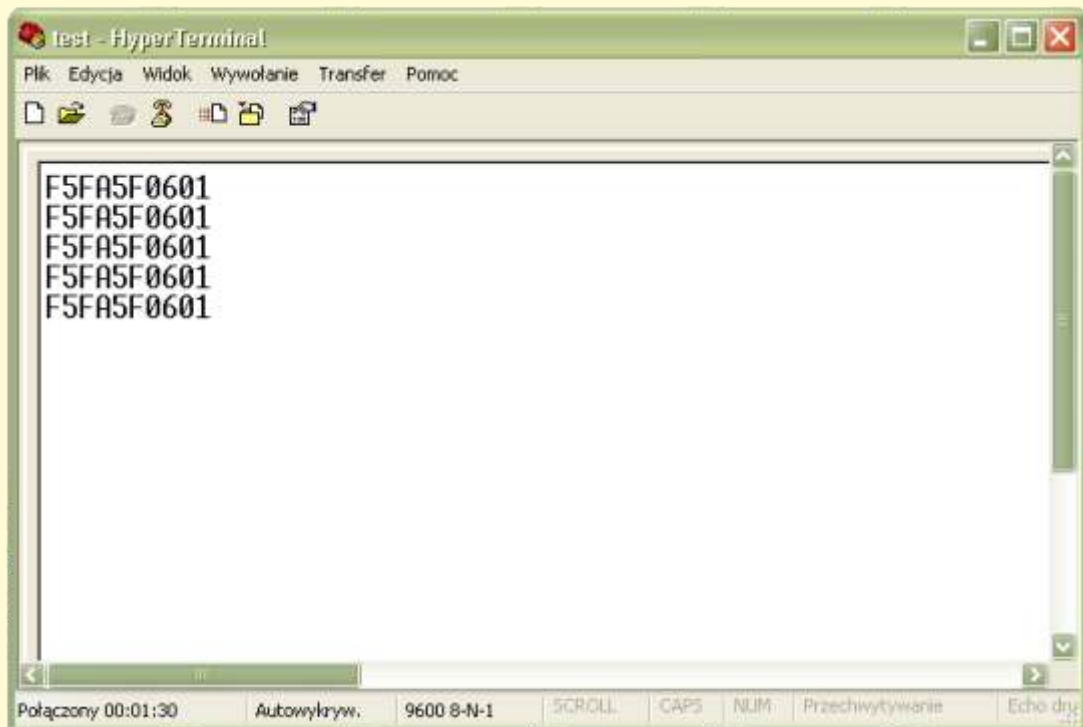 test - HyperTerminal
Plik Edycja Widok Wywołanie Transfer Pomoc
F5FA5F0601
F5FA5F0601
F5FA5F0601
F5FA5F0601
F5FA5F0601
Połączony 00:01:30 Autowykryw. 9600 8-N-1 SCROLL CAPS NUM Przechwytywanie Echo